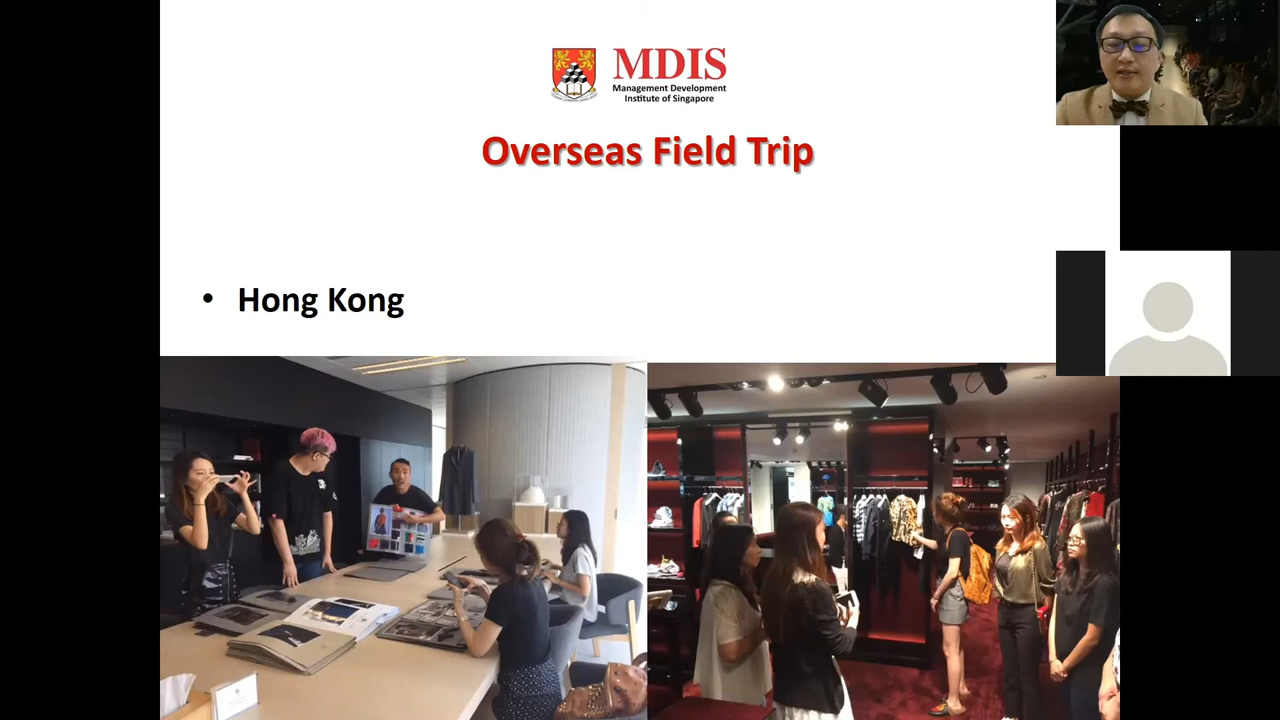 MDIS
Management Development
Institute of Singapore
Overseas Field Trip
• Hong Kong